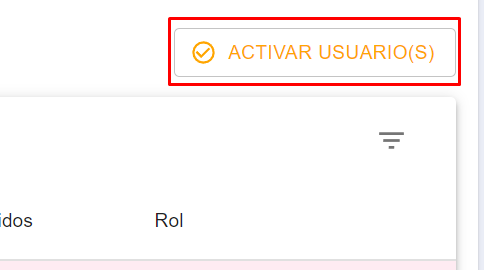 ACTIVAR USUARIO(S)
idos Rol